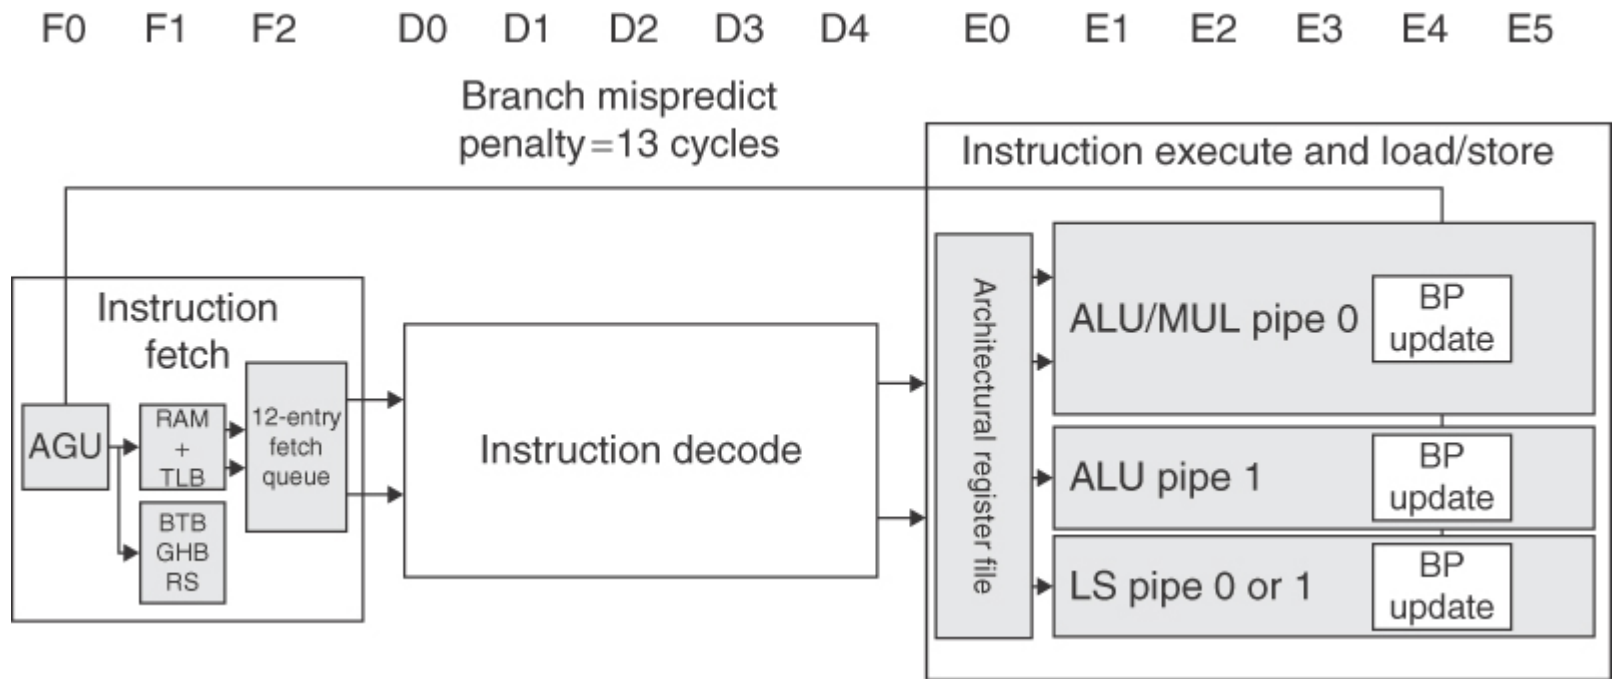 F0 F1 F2 D0 D1 D2 D3 D4 E0 E1 E2 E3 E4 E5
Branch mispredict
penalty=13 cycles
Instruction execute and load/store
Instruction
fetch
AGU
RAM
+
TLB
BTB
GHB
RS
12-entry
fetch
queue
Instruction decode
Architectural register file
ALU/MUL pipe 0
BP
update
ALU pipe 1
BP
update
LS pipe 0 or 1
BP
update